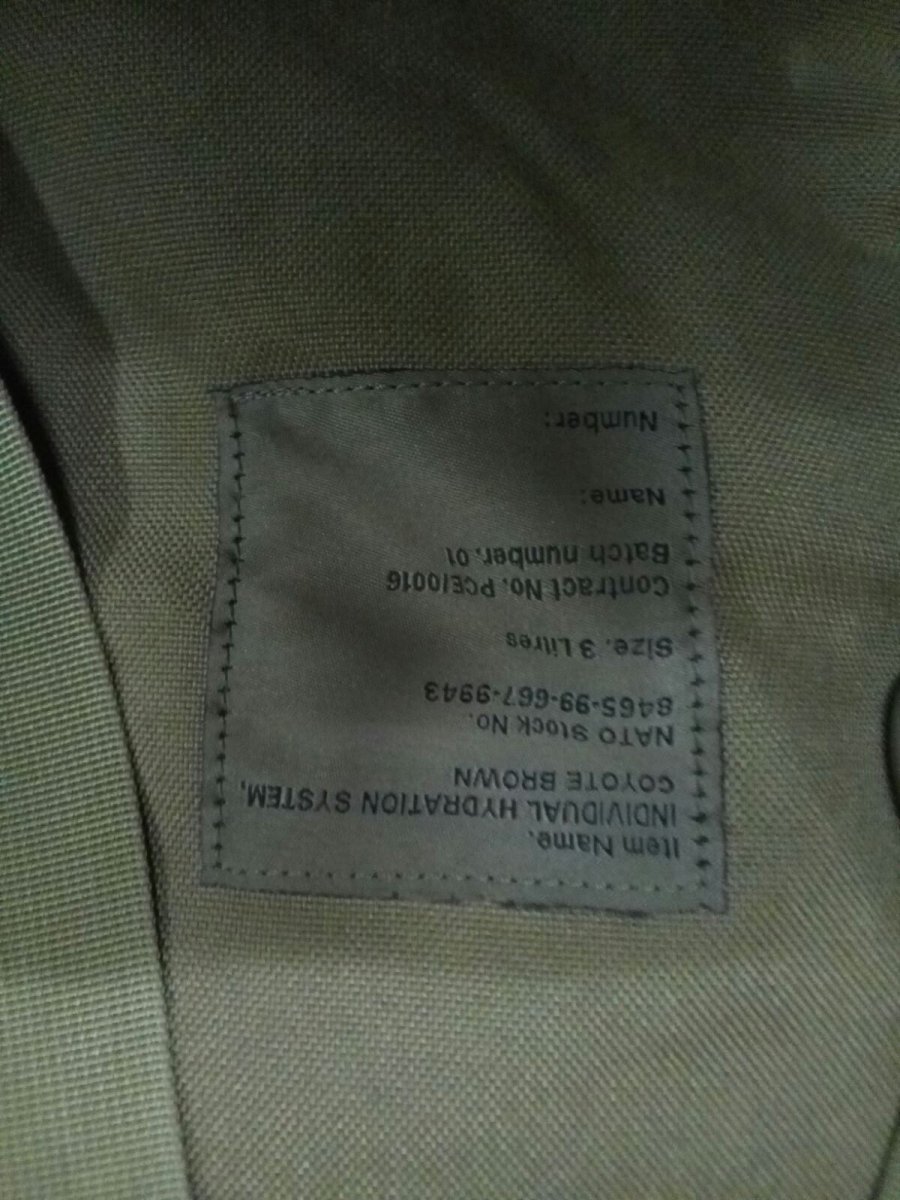 Item Name.
INDIVIDUAL HYDRATION SYSTEM,
COYOTE BROWN
NATO Stock No.
8465-99-667-9943
Size. 3 Litres
Contract No. PCE/0016
Batch number. 01
Name:
Number: